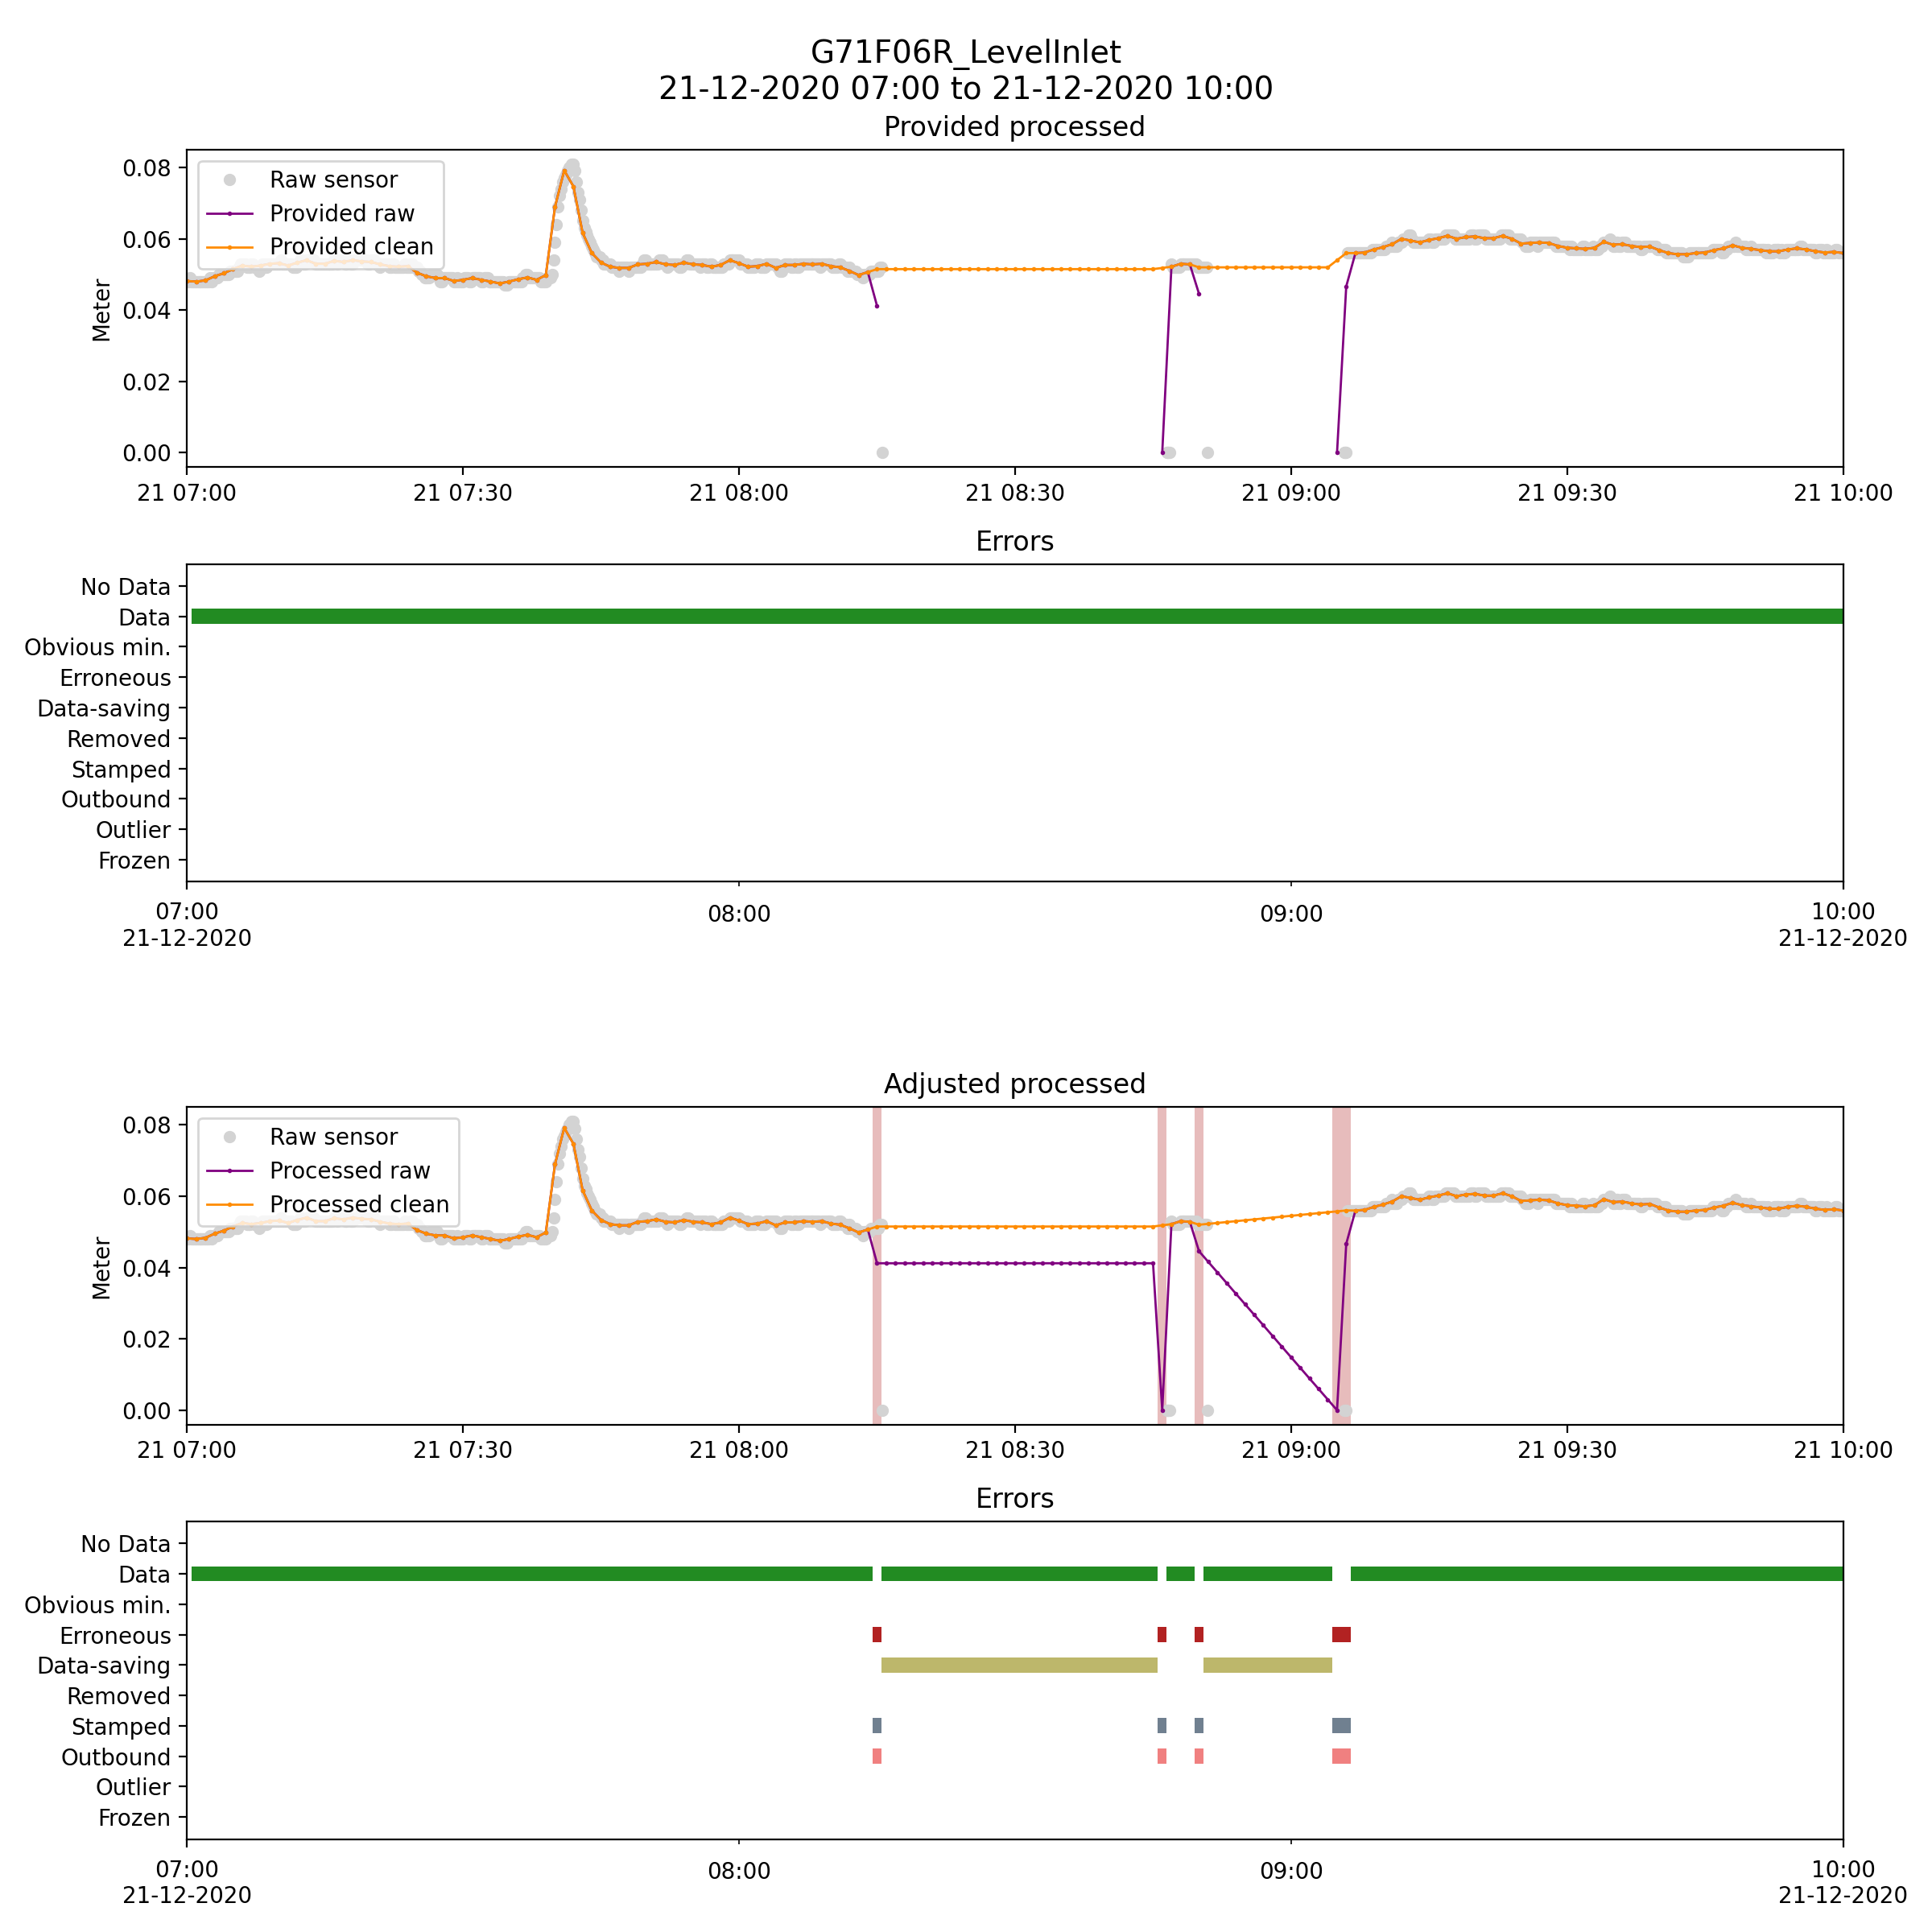 G71F06R_LevelInlet
21-12-2020 07:00 to 21-12-2020 10:00
Provided processed
0.08
0.06
0.04
0.02
0.00
Meter
Raw sensor
Provided raw
Provided clean
21 07:00 21 07:30 21 08:00 21 08:30 21 09:00 21 09:30 21 10:00
Errors
No Data
Data
Obvious min.
Erroneous
Data-saving
Removed
Stamped
Outbound
Outlier
Frozen
07:00 08:00 09:00 10:00
21-12-2020 21-12-2020
Adjusted processed
0.08
0.06
0.04
0.02
0.00
Meter
Raw sensor
Processed raw
Processed clean
21 07:00 21 07:30 21 08:00 21 08:30 21 09:00 21 09:30 21 10:00
Errors
No Data
Data
Obvious min.
Erroneous
Data-saving
Removed
Stamped
Outbound
Outlier
Frozen
07:00 08:00 09:00 10:00
21-12-2020 21-12-2020